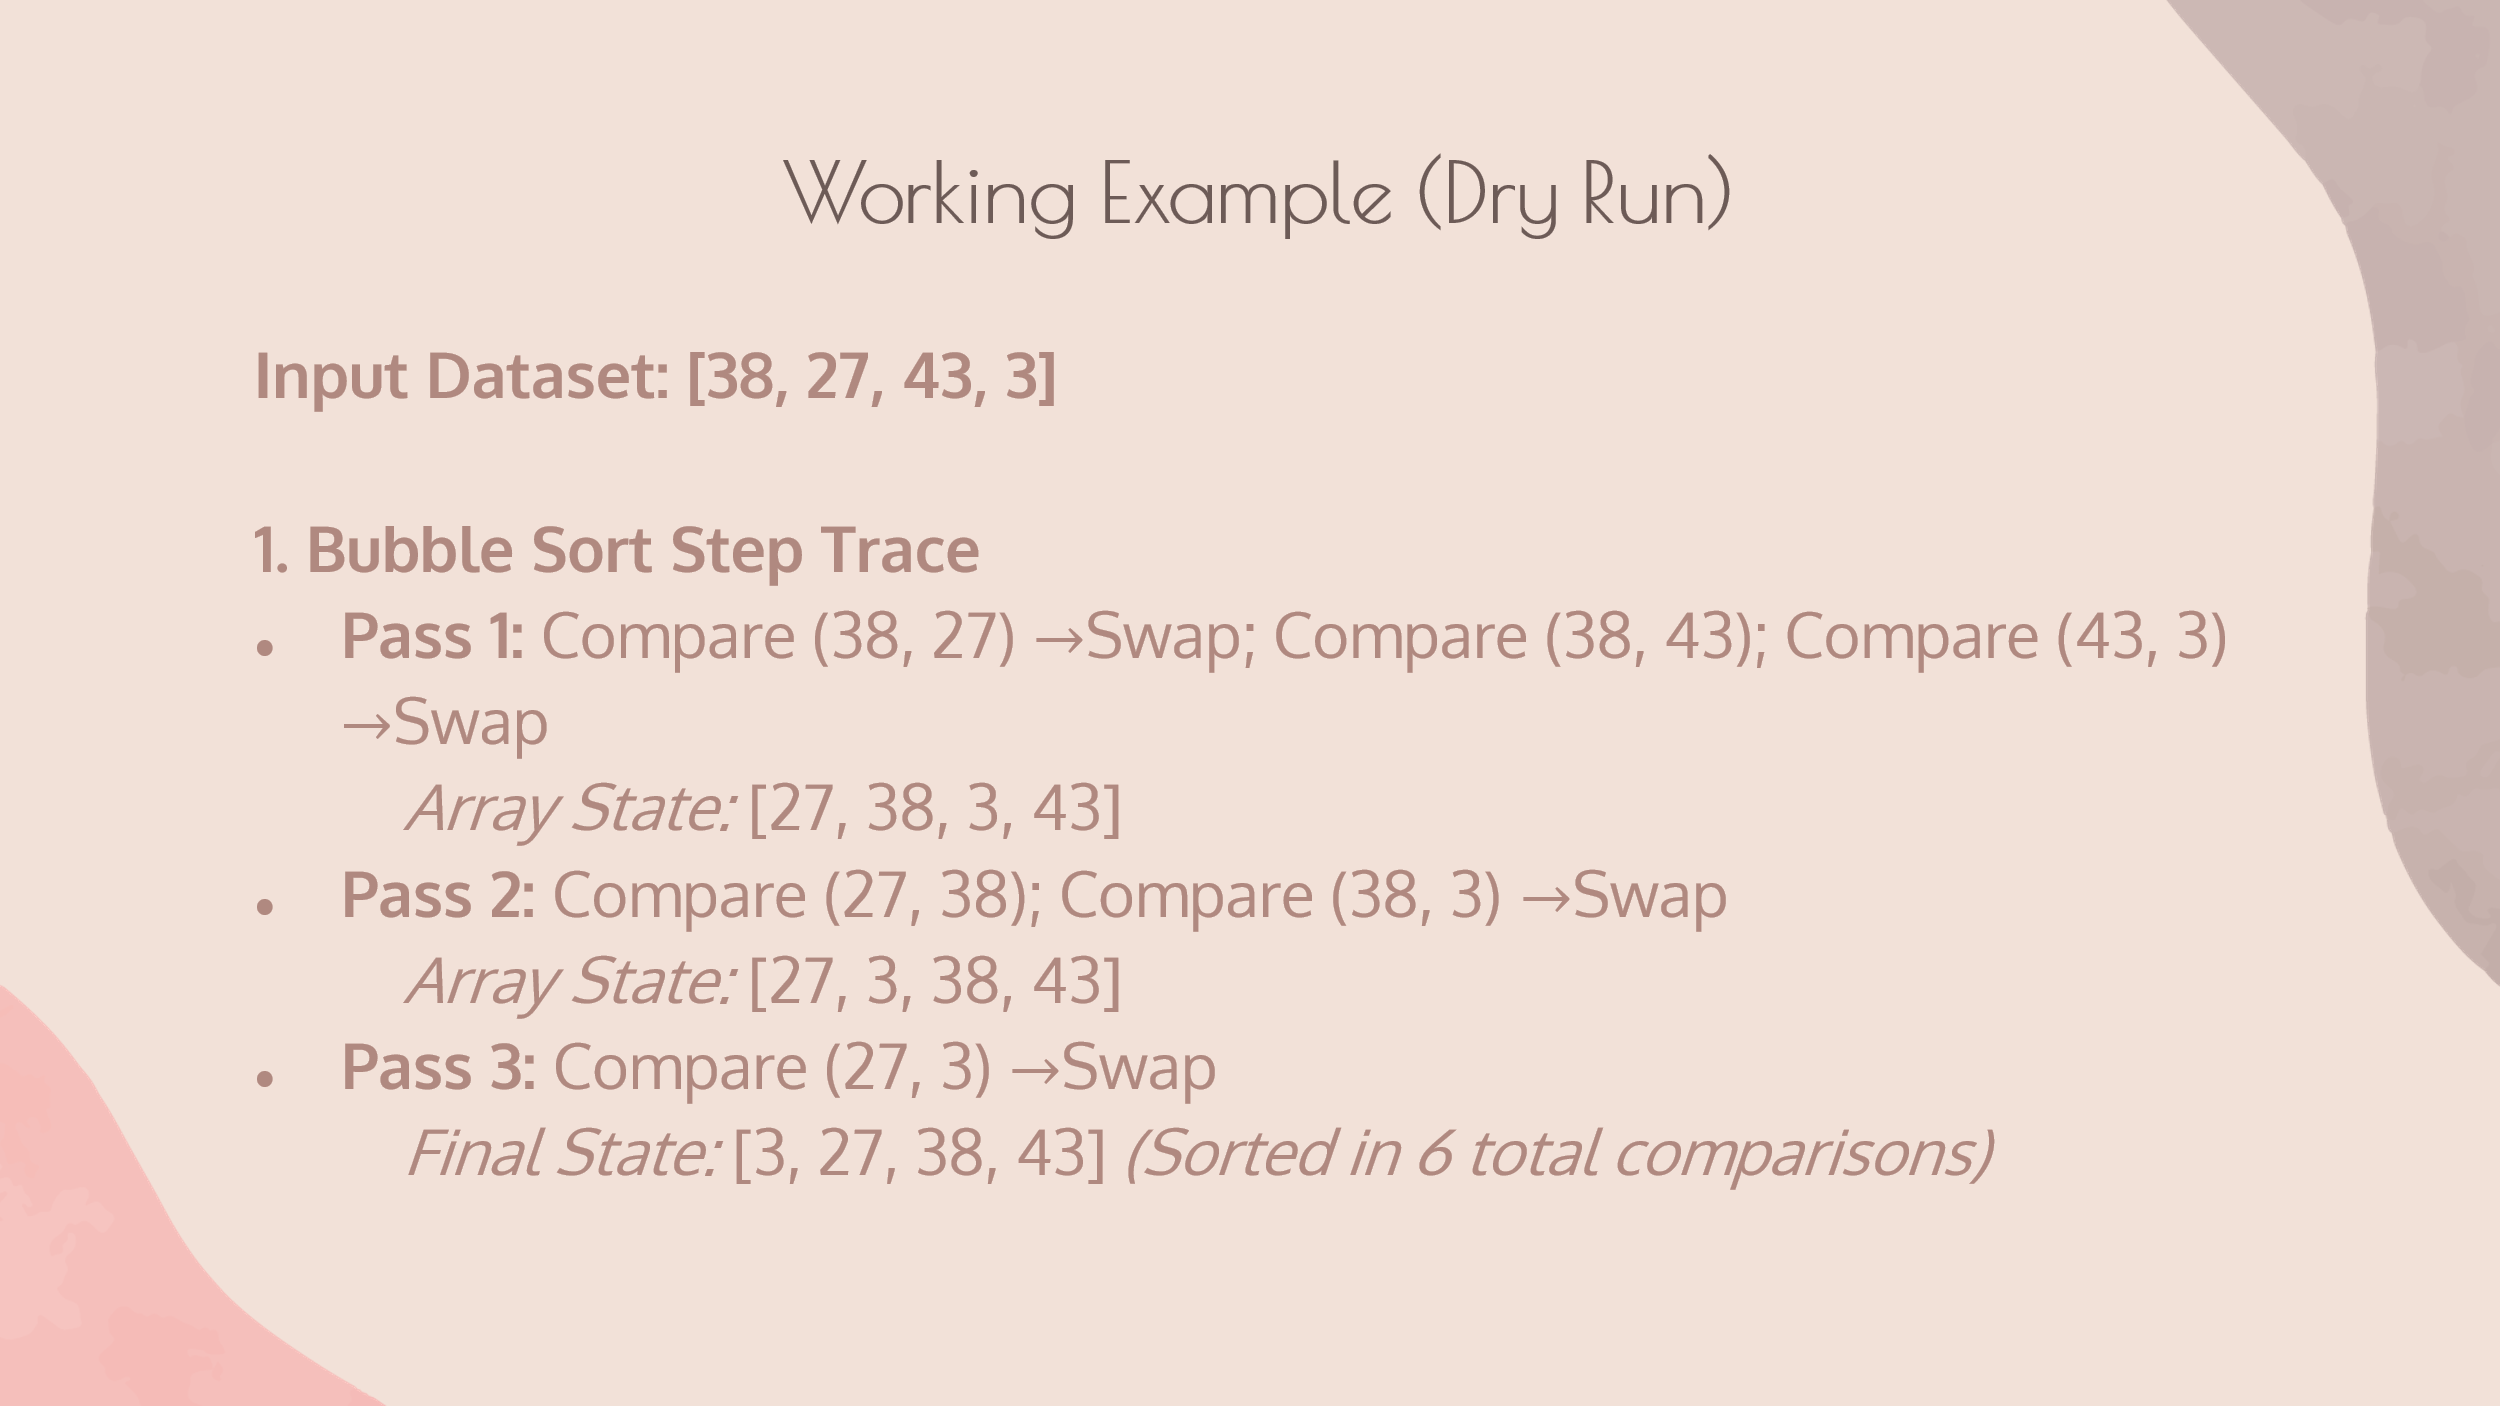 Working Example (Dry Run)
Input Dataset: [38, 27, 43, 3]
1. Bubble Sort Step Trace
• Pass 1: Compare (38, 27) →Swap; Compare (38, 43); Compare (43, 3)
→Swap
Array State: [27, 38, 3, 43]
• Pass 2: Compare (27, 38); Compare (38, 3) →Swap
Array State: [27, 3, 38, 43]
• Pass 3: Compare (27, 3) →Swap
Final State: [3, 27, 38, 43] (Sorted in 6 total comparisons)